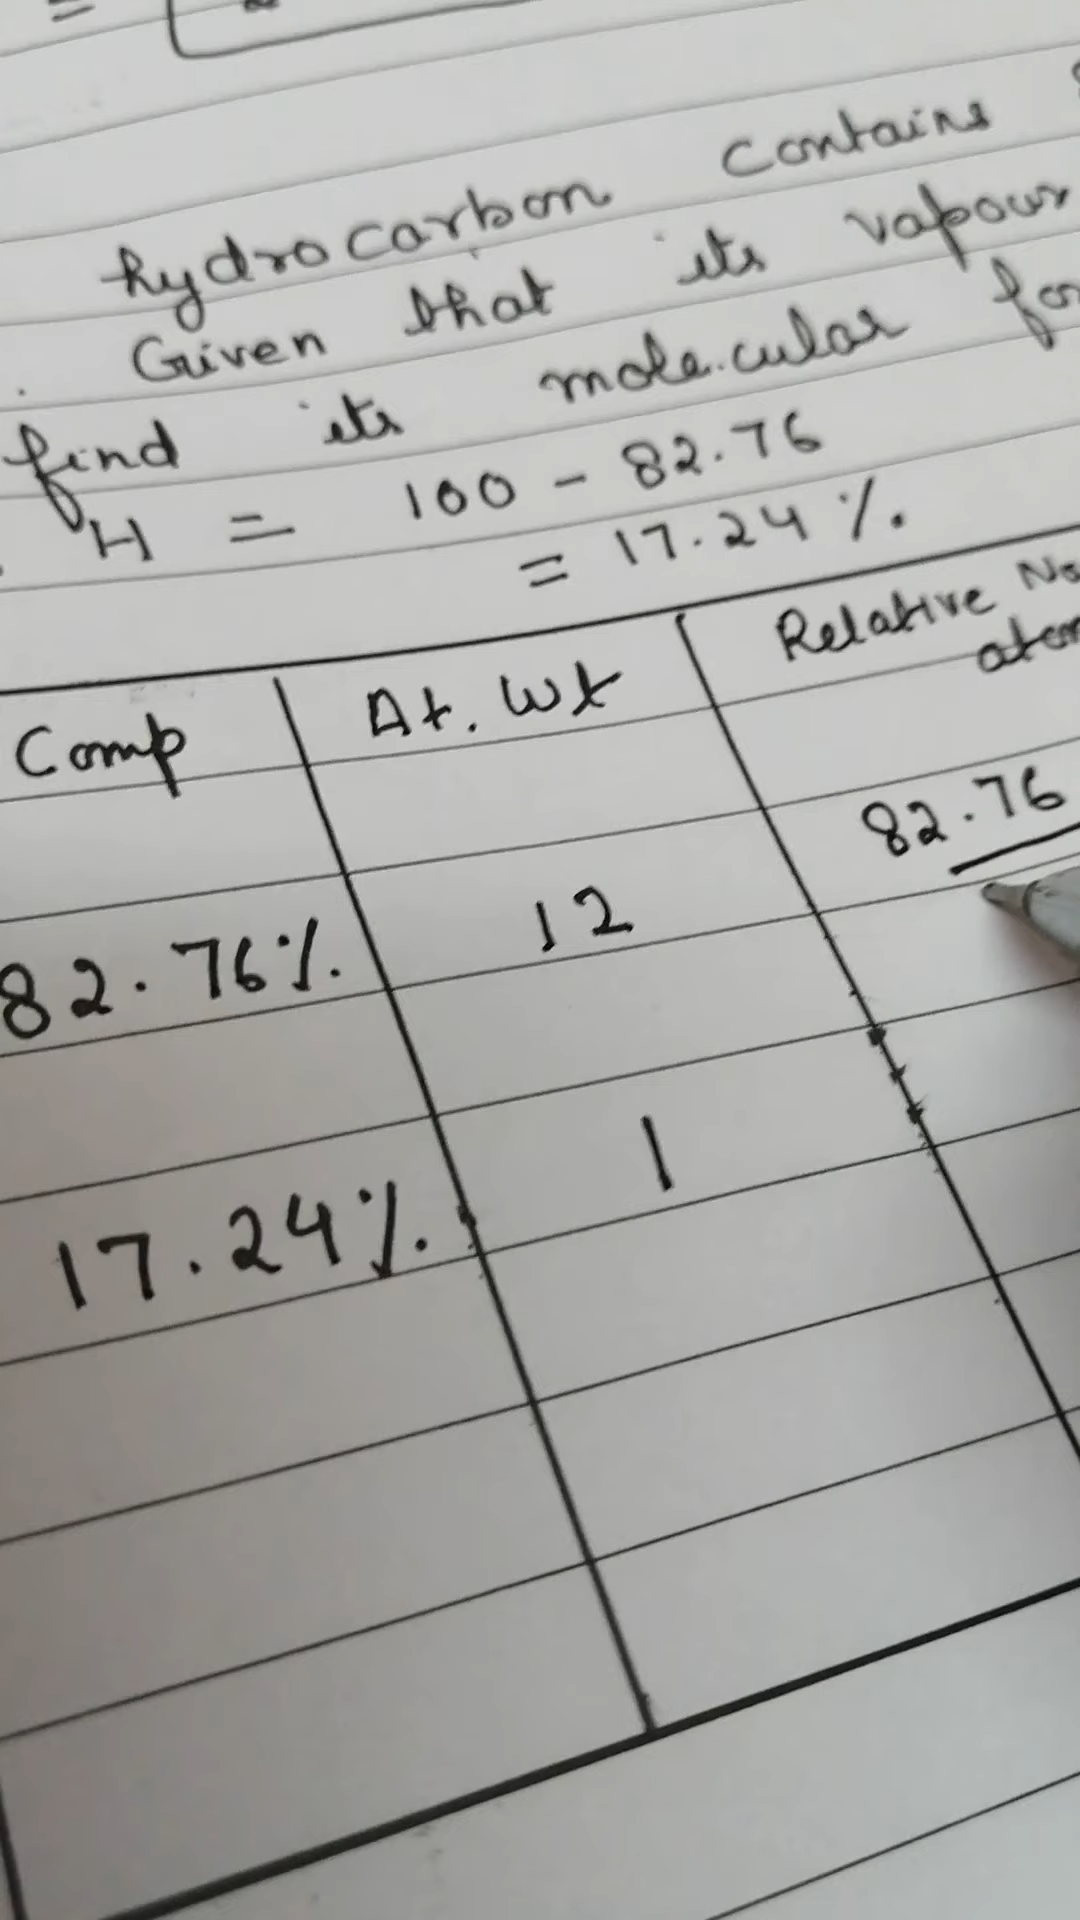 hydrocarbon contains
Given that its vapour
find its molecular
H = 100 - 82.76
= 17.24 %.
Comp At. Wt Relative No
82.76
82.76% 12
17.24% 1